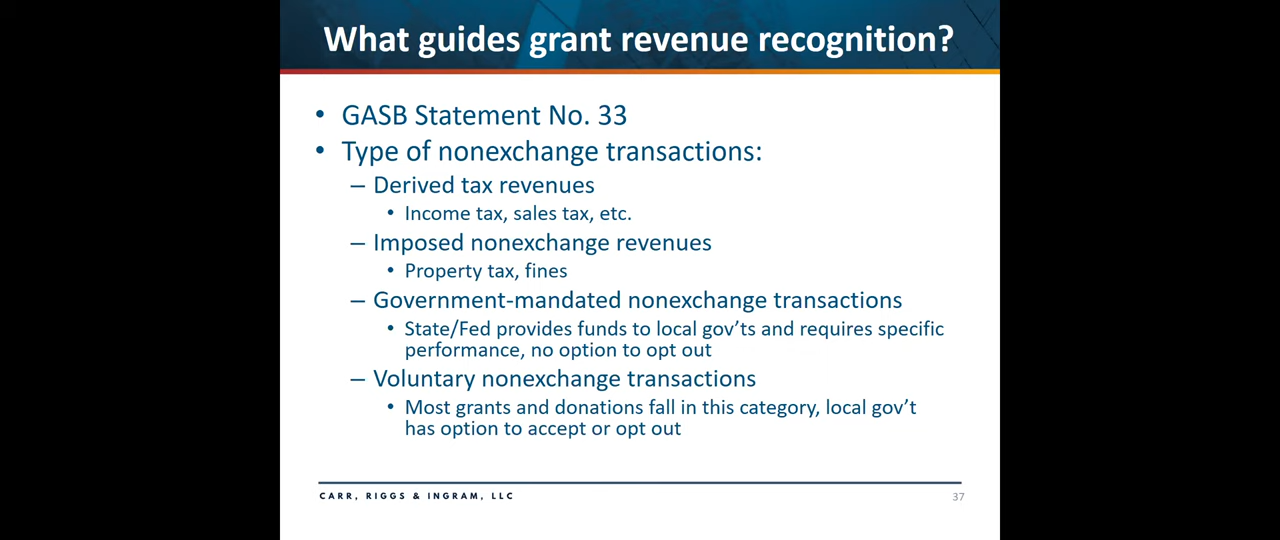 What guides grant revenue recognition?
• GASB Statement No. 33
• Type of nonexchange transactions:
– Derived tax revenues
• Income tax, sales tax, etc.
– Imposed nonexchange revenues
• Property tax, fines
– Government-mandated nonexchange transactions
• State/Fed provides funds to local gov’ts and requires specific
performance, no option to opt out
– Voluntary nonexchange transactions
• Most grants and donations fall in this category, local gov’t
has option to accept or opt out
CARR, RIGGS & INGRAM, LLC
37